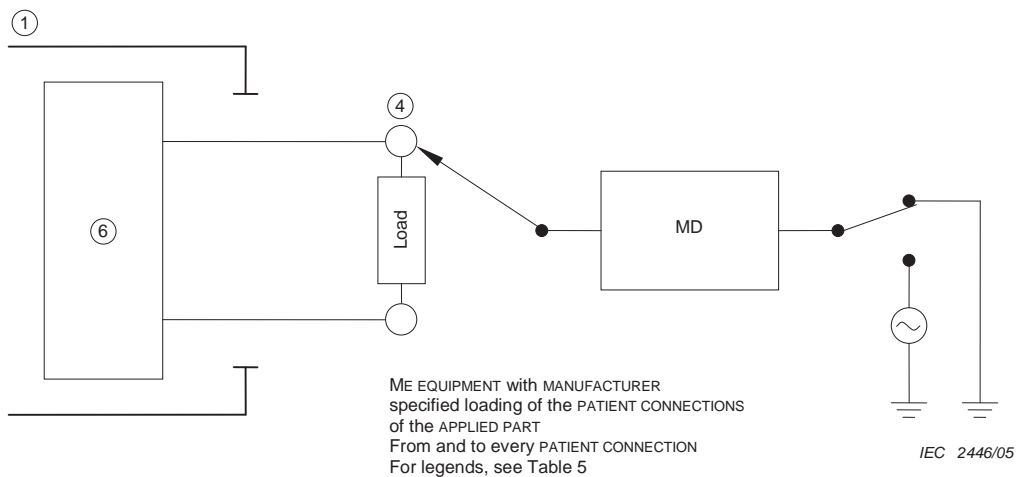 1
4
6
Load
MD
ME EQUIPMENT with MANUFACTURER
specified loading of the PATIENT CONNECTIONS
of the APPLIED PART
From and to every PATIENT CONNECTION
For legends, see Table 5
IEC 2446/05